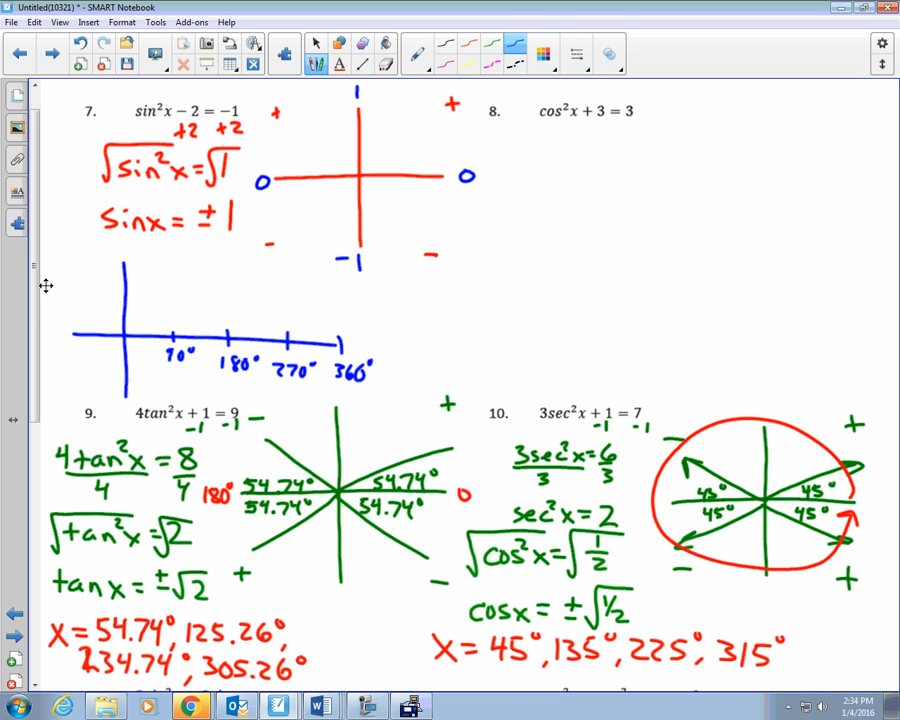 Untitled(10321) * - SMART Notebook
File Edit View Insert Format Tools Add-ons Help
7. sin²x − 2 = −1
+2 +2
√sin²x = √1
sinx = ± 1
+ +
1
0 0
- -
-1
90° 180° 270° 360°
8. cos²x + 3 = 3
9. 4tan²x + 1 = 9
-1 -1
4tan²x = 8
4 4
√tan²x = √2
tanx = ±√2
x = 54.74°, 125.26°,
234.74°, 305.26°
- +
180° 54.74° 54.74° 0
54.74° 54.74°
+ -
10. 3sec²x + 1 = 7
-1 -1
3sec²x = 6
3 3
sec²x = 2
√cos²x = √1/2
cosx = ±√1/2
x = 45°, 135°, 225°, 315°
- +
45° 45°
45° 45°
- +
2:34 PM
1/4/2016